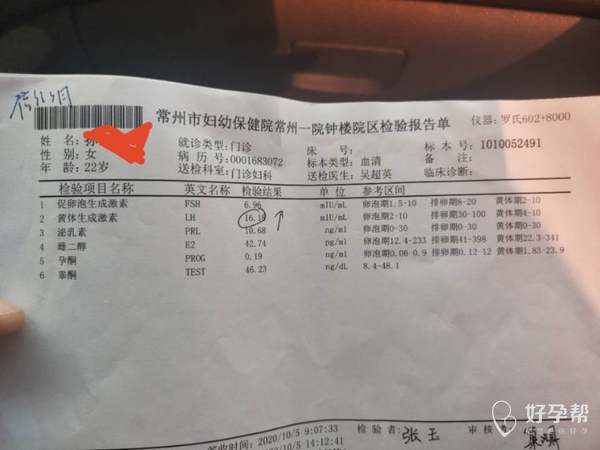 常州市妇幼保健院常州一院钟楼院区检验报告单 仪器:罗氏602+8000
姓 名: 就诊类型:门诊 床 号: 标 本 号:1010052491
性 别:女 病 历 号:0001683072 标本类型:血清 备 注:
年 龄:22岁 送检科室:门诊妇科 送检医生:吴超英 临床诊断:
检验项目名称 英文名称 检验结果 单 位 参考区间
1 促卵泡生成激素 FSH 6.96 mIU/mL 卵泡期1.5-10 排卵期8-20 黄体期2-10
2 黄体生成激素 LH 16.19 ↑ mIU/mL 卵泡期2-10 排卵期30-100 黄体期4-10
3 泌乳素 PRL 10.68 ng/ml 卵泡期0-30 排卵期0-30 黄体期0-30
4 雌二醇 E2 42.74 pg/ml 卵泡期12.4-233 排卵期41-398 黄体期22.3-341
5 孕酮 PROG 0.19 ng/ml 卵泡期0.06-0.9 排卵期0.12-12 黄体期1.83-23.9
6 睾酮 TEST 46.23 ng/dL 8.4-48.1
签收时间:2020/10/5 9:07:33 检 验 者:张玉 审 核
2020/10/5 14:12:41
好孕帮